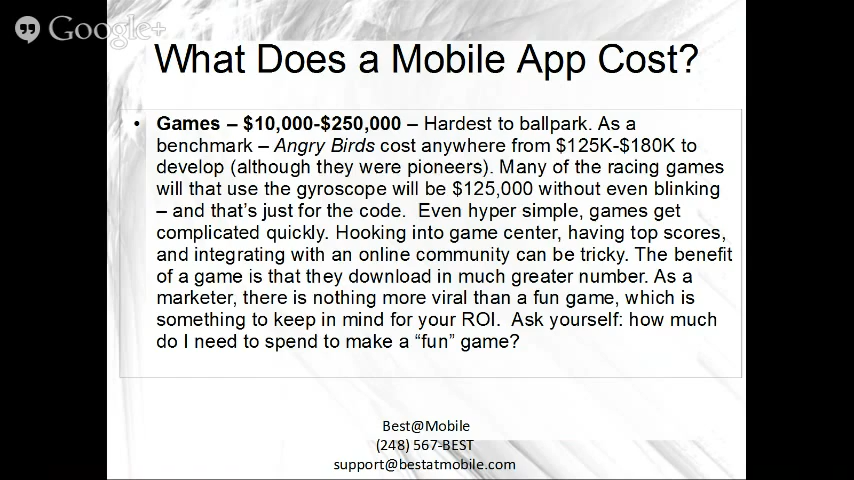 Google+
What Does a Mobile App Cost?
• Games – $10,000-$250,000 – Hardest to ballpark. As a
benchmark – Angry Birds cost anywhere from $125K-$180K to
develop (although they were pioneers). Many of the racing games
will that use the gyroscope will be $125,000 without even blinking
– and that's just for the code.  Even hyper simple, games get
complicated quickly. Hooking into game center, having top scores,
and integrating with an online community can be tricky. The benefit
of a game is that they download in much greater number. As a
marketer, there is nothing more viral than a fun game, which is
something to keep in mind for your ROI.  Ask yourself: how much
do I need to spend to make a “fun” game?
Best@Mobile
(248) 567-BEST
support@bestatmobile.com